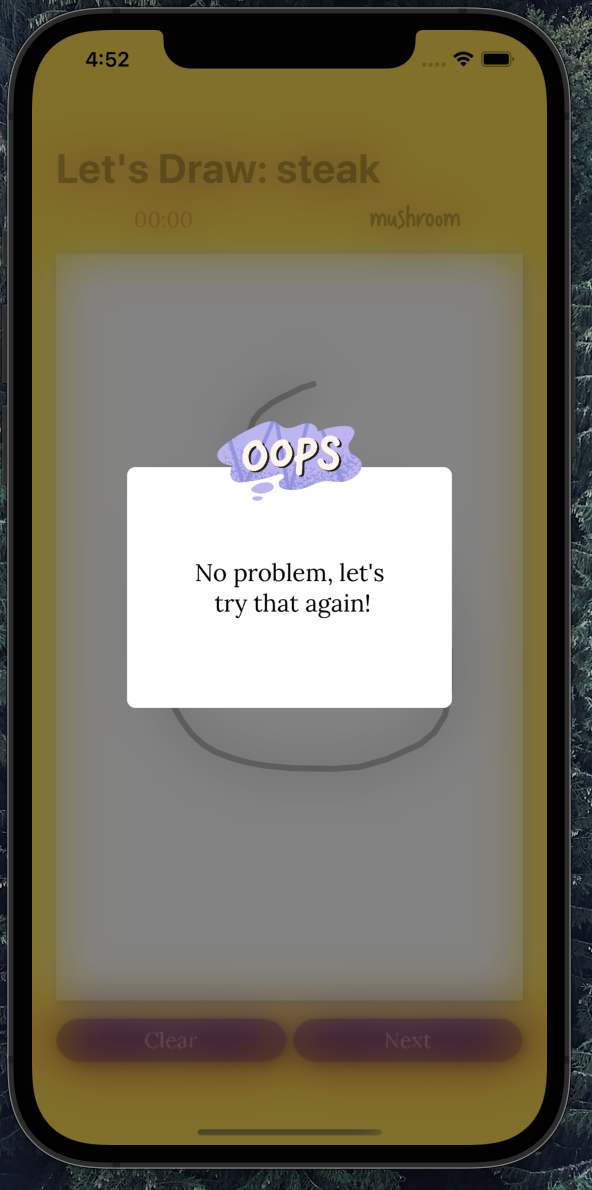 4:52
Let's Draw: steak
00:00 mushroom
OOPS
No problem, let's
try that again!
Clear Next